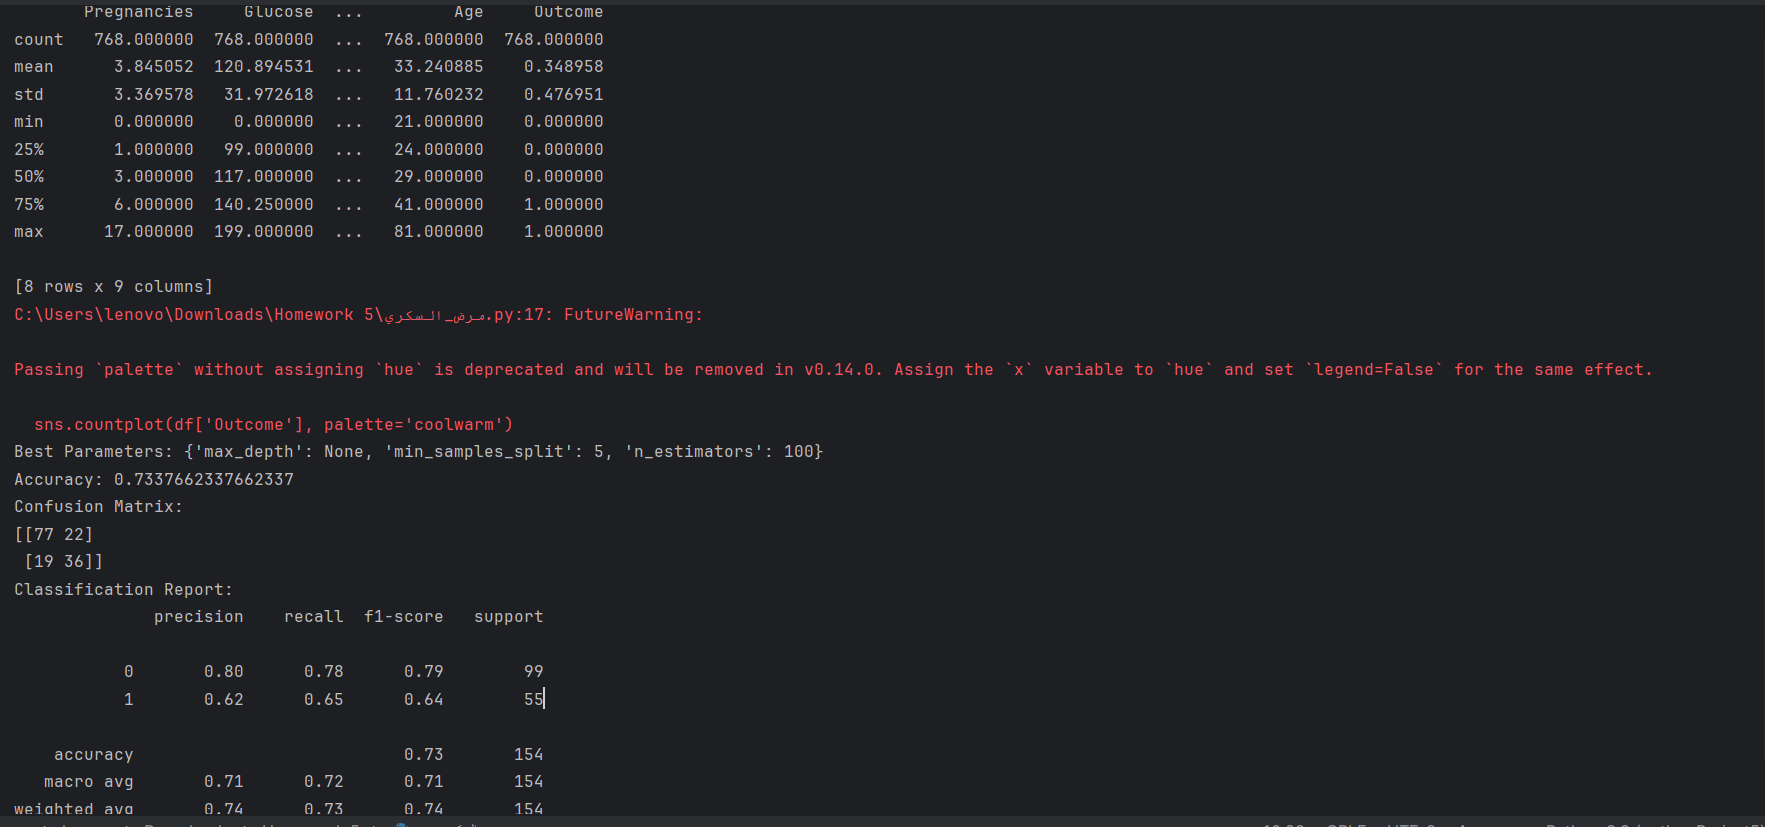 Pregnancies Glucose ... Age Outcome
count 768.000000 768.000000 ... 768.000000 768.000000
mean 3.845052 120.894531 ... 33.240885 0.348958
std 3.369578 31.972618 ... 11.760232 0.476951
min 0.000000 0.000000 ... 21.000000 0.000000
25% 1.000000 99.000000 ... 24.000000 0.000000
50% 3.000000 117.000000 ... 29.000000 0.000000
75% 6.000000 140.250000 ... 41.000000 1.000000
max 17.000000 199.000000 ... 81.000000 1.000000
[8 rows x 9 columns]
C:\Users\lenovo\Downloads\Homework 5\مرض_السكري.py:17: FutureWarning:
Passing `palette` without assigning `hue` is deprecated and will be removed in v0.14.0. Assign the `x` variable to `hue` and set `legend=False` for the same effect.
sns.countplot(df['Outcome'], palette='coolwarm')
Best Parameters: {'max_depth': None, 'min_samples_split': 5, 'n_estimators': 100}
Accuracy: 0.7337662337662337
Confusion Matrix:
[[77 22]
[19 36]]
Classification Report:
precision recall f1-score support
0 0.80 0.78 0.79 99
1 0.62 0.65 0.64 55
accuracy 0.73 154
macro avg 0.71 0.72 0.71 154
weighted avg 0.74 0.73 0.74 154